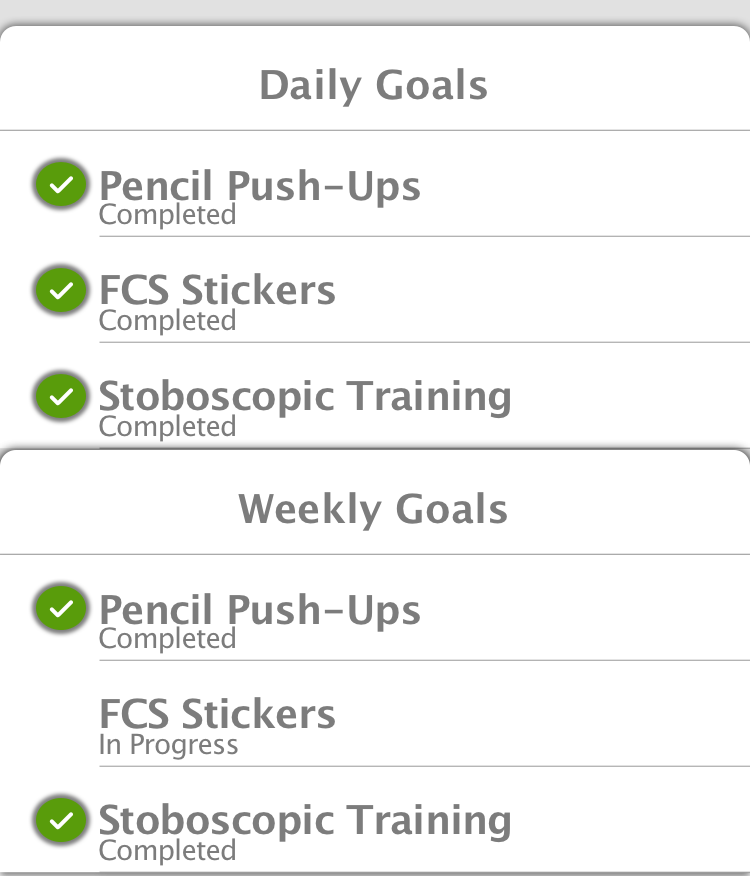 Daily Goals
Pencil Push-Ups
Completed
FCS Stickers
Completed
Stoboscopic Training
Completed
Weekly Goals
Pencil Push-Ups
Completed
FCS Stickers
In Progress
Stoboscopic Training
Completed